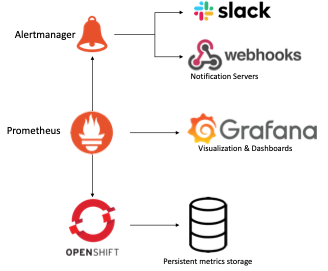 slack
Alertmanager
webhooks
Notification Servers
Prometheus
Grafana
Visualization & Dashboards
OPENSHIFT
Persistent metrics storage